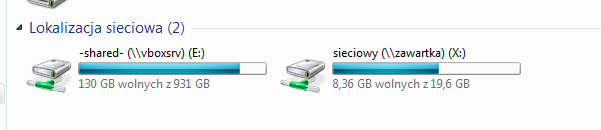 Lokalizacja sieciowa (2)
-shared- (\\vboxsrv) (E:)
130 GB wolnych z 931 GB
sieciowy (\\zawartka) (X:)
8,36 GB wolnych z 19,6 GB